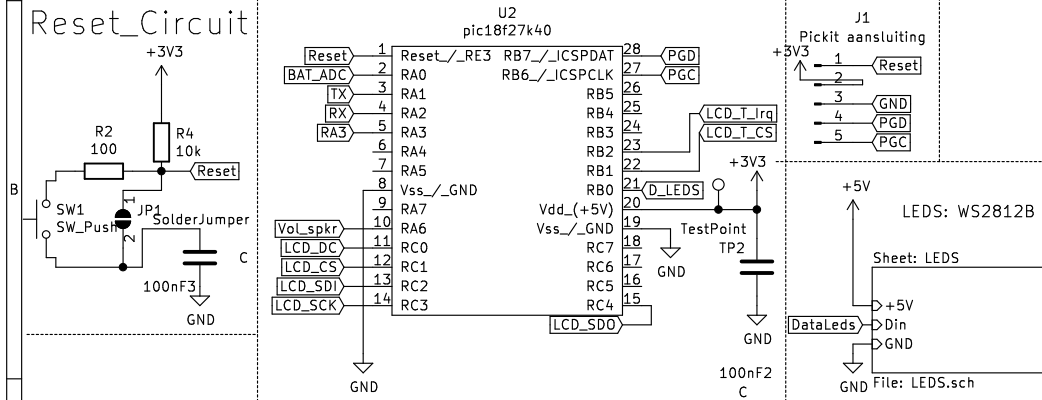 Reset_Circuit
+3V3
R2
100
R4
10k
Reset
SW1
SW_Push
1
JP1
SolderJumper
2
C
100nF3
GND
B
U2
pic18f27k40
Reset 1 Reset_/_RE3
BAT_ADC 2 RA0
TX 3 RA1
RX 4 RA2
RA3 5 RA3
6 RA4
7 RA5
8 Vss_/_GND
9 RA7
Vol_spkr 10 RA6
LCD_DC 11 RC0
LCD_CS 12 RC1
LCD_SDI 13 RC2
LCD_SCK 14 RC3
GND
RB7_/_ICSPDAT 28 PGD
RB6_/_ICSPCLK 27 PGC
RB5 26
RB4 25
RB3 24
RB2 23
RB1 22
RB0 21 D_LEDS
Vdd_(+5V) 20
Vss_/_GND 19
RC7 18
RC6 17
RC5 16
RC4 15
LCD_SDO
LCD_T_Irq
LCD_T_CS
+3V3
TestPoint
TP2
GND
GND
100nF2
C
J1
Pickit aansluiting
+3V3
1 Reset
2
3 GND
4 PGD
5 PGC
+5V
LEDS: WS2812B
Sheet: LEDS
+5V
DataLeds Din
GND
GND
File: LEDS.sch